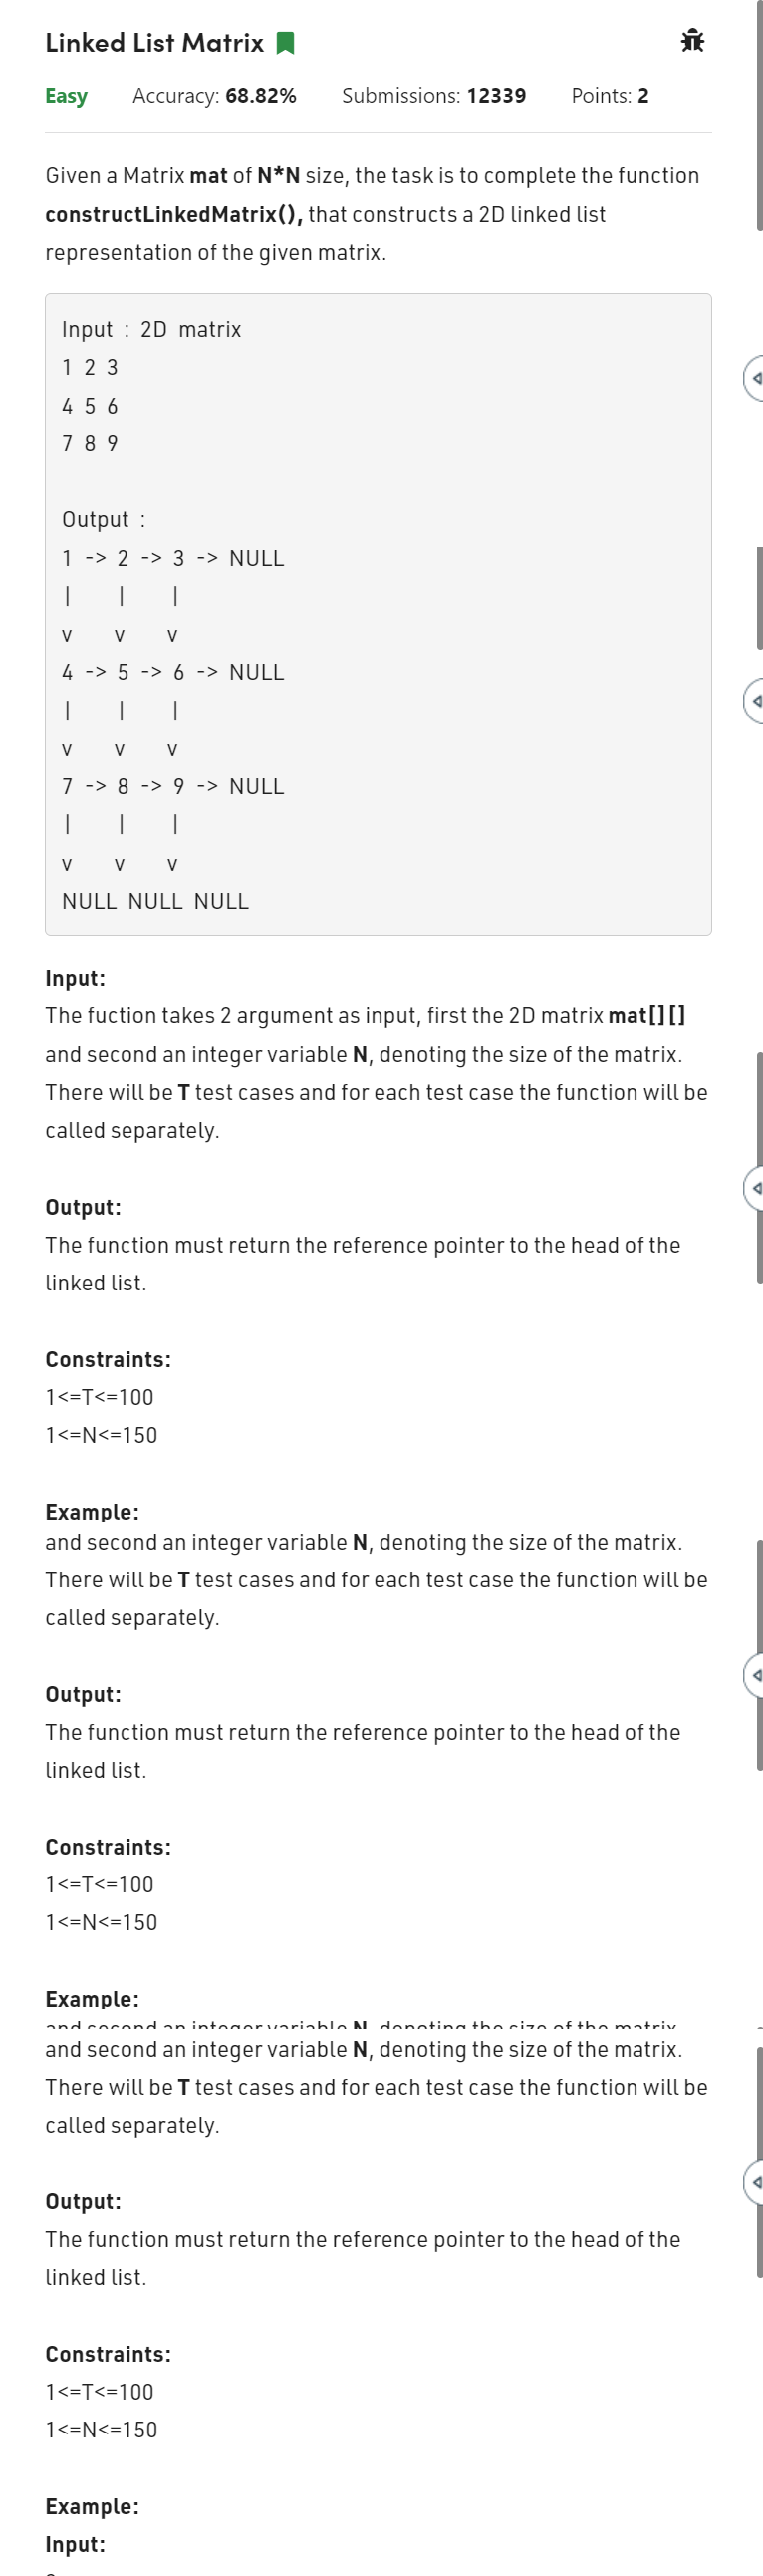 Linked List Matrix
Easy Accuracy: 68.82% Submissions: 12339 Points: 2
Given a Matrix mat of N*N size, the task is to complete the function
constructLinkedMatrix(), that constructs a 2D linked list
representation of the given matrix.
Input : 2D matrix
1 2 3
4 5 6
7 8 9
Output :
1 -> 2 -> 3 -> NULL
| | |
v v v
4 -> 5 -> 6 -> NULL
| | |
v v v
7 -> 8 -> 9 -> NULL
| | |
v v v
NULL NULL NULL
Input:
The fuction takes 2 argument as input, first the 2D matrix mat[][]
and second an integer variable N, denoting the size of the matrix.
There will be T test cases and for each test case the function will be
called separately.
Output:
The function must return the reference pointer to the head of the
linked list.
Constraints:
1<=T<=100
1<=N<=150
Example:
and second an integer variable N, denoting the size of the matrix.
There will be T test cases and for each test case the function will be
called separately.
Output:
The function must return the reference pointer to the head of the
linked list.
Constraints:
1<=T<=100
1<=N<=150
Example:
and second an integer variable N, denoting the size of the matrix.
and second an integer variable N, denoting the size of the matrix.
There will be T test cases and for each test case the function will be
called separately.
Output:
The function must return the reference pointer to the head of the
linked list.
Constraints:
1<=T<=100
1<=N<=150
Example:
Input: